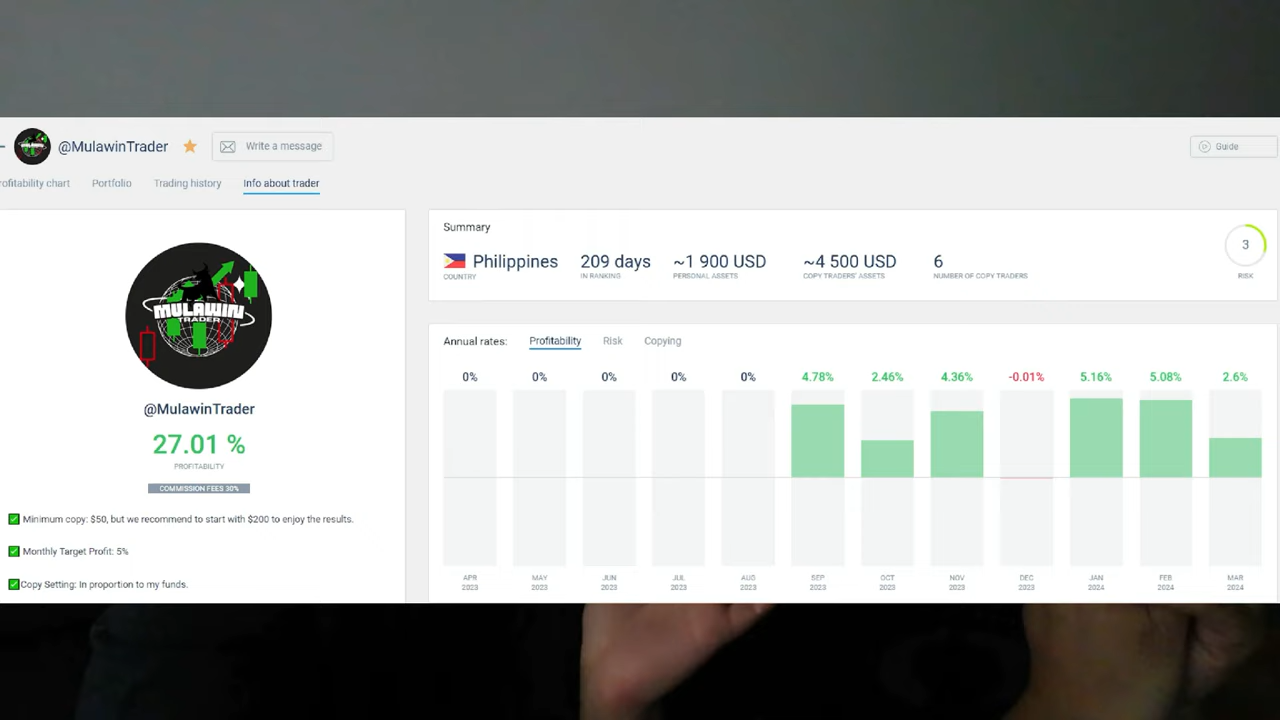 @MulawinTrader
Write a message
Guide
rofitability chart
Portfolio
Trading history
Info about trader
MULAWIN
TRADER
MULAWIN
TRADER
@MulawinTrader
27.01 %
PROFITABILITY
COMMISSION FEES 30%
Minimum copy: $50, but we recommend to start with $200 to enjoy the results.
Monthly Target Profit: 5%
Copy Setting: In proportion to my funds.
Summary
Philippines
COUNTRY
209 days
IN RANKING
~1 900 USD
PERSONAL ASSETS
~4 500 USD
COPY TRADERS' ASSETS
6
NUMBER OF COPY TRADERS
3
RISK
Annual rates:
Profitability
Risk
Copying
0% 0% 0% 0% 0% 4.78% 2.46% 4.36% -0.01% 5.16% 5.08% 2.6%
APR MAY JUN JUL AUG SEP OCT NOV DEC JAN FEB MAR
2023 2023 2023 2023 2023 2023 2023 2023 2023 2024 2024 2024